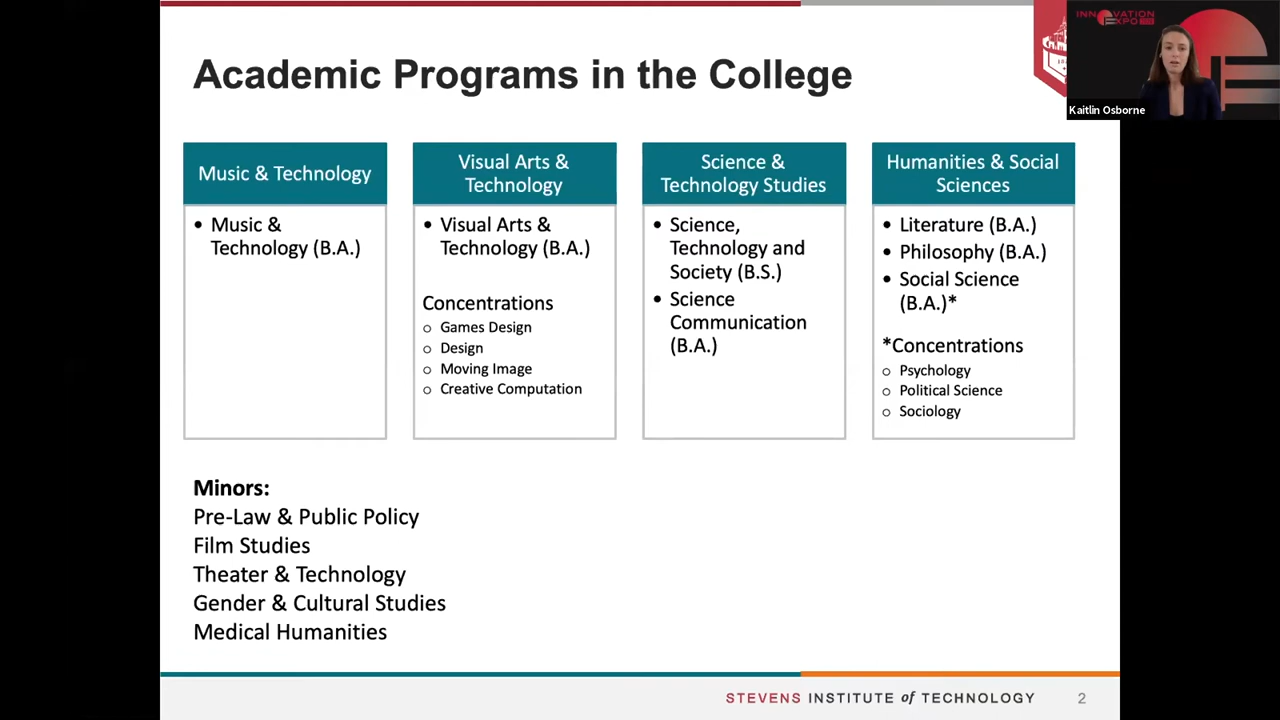 Academic Programs in the College
INNOVATION
EXPO
Kaitlin Osborne
Music & Technology
• Music &
Technology (B.A.)
Visual Arts &
Technology
• Visual Arts &
Technology (B.A.)
Concentrations
o Games Design
o Design
o Moving Image
o Creative Computation
Science &
Technology Studies
• Science,
Technology and
Society (B.S.)
• Science
Communication
(B.A.)
Humanities & Social
Sciences
• Literature (B.A.)
• Philosophy (B.A.)
• Social Science
(B.A.)*
*Concentrations
o Psychology
o Political Science
o Sociology
Minors:
Pre-Law & Public Policy
Film Studies
Theater & Technology
Gender & Cultural Studies
Medical Humanities
STEVENS INSTITUTE of TECHNOLOGY 2